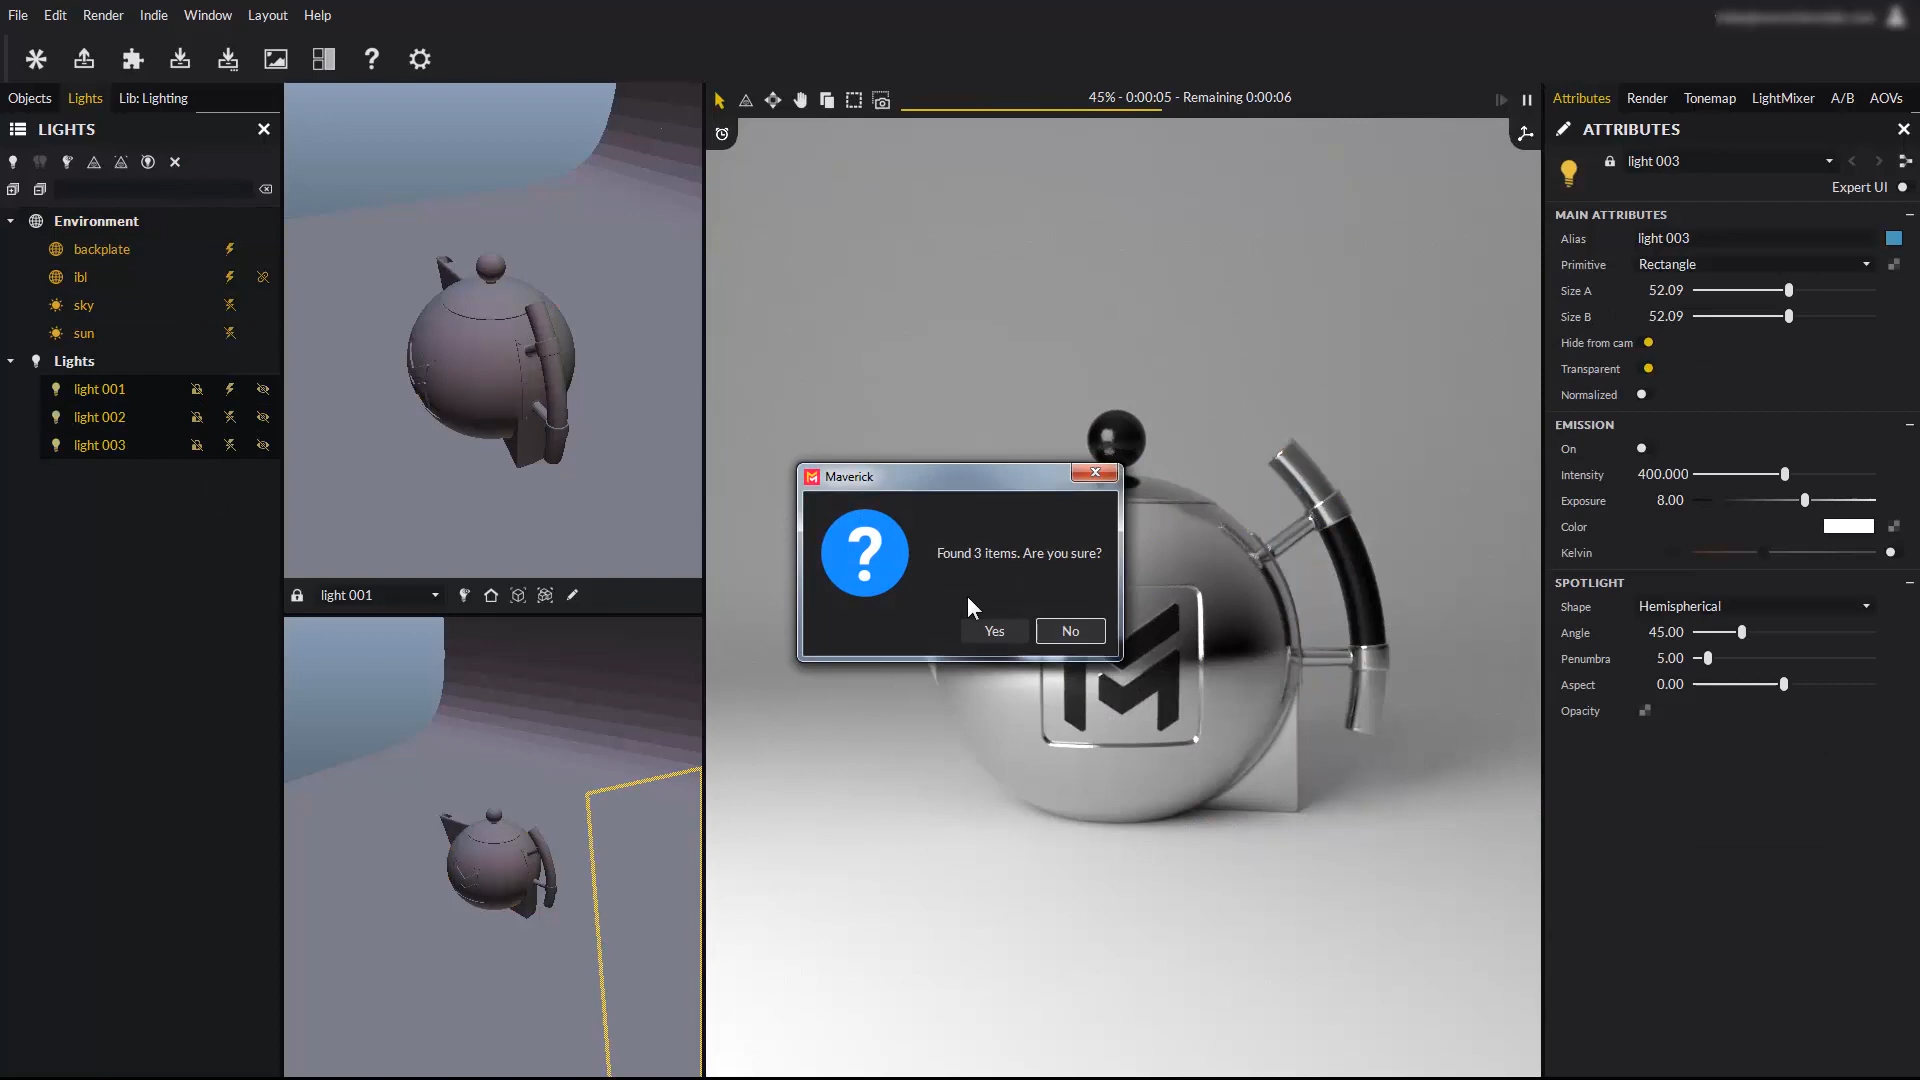 File Edit Render Indie Window Layout Help
Objects Lights Lib: Lighting
LIGHTS
Environment
backplate
ibl
sky
sun
Lights
light 001
light 002
light 003
light 001
45% - 0:00:05 - Remaining 0:00:06
Maverick
Found 3 items. Are you sure?
Yes No
Attributes Render Tonemap LightMixer A/B AOVs
ATTRIBUTES
light 003
Expert UI
MAIN ATTRIBUTES
Alias light 003
Primitive Rectangle
Size A 52.09
Size B 52.09
Hide from cam
Transparent
Normalized
EMISSION
On
Intensity 400.000
Exposure 8.00
Color
Kelvin
SPOTLIGHT
Shape Hemispherical
Angle 45.00
Penumbra 5.00
Aspect 0.00
Opacity